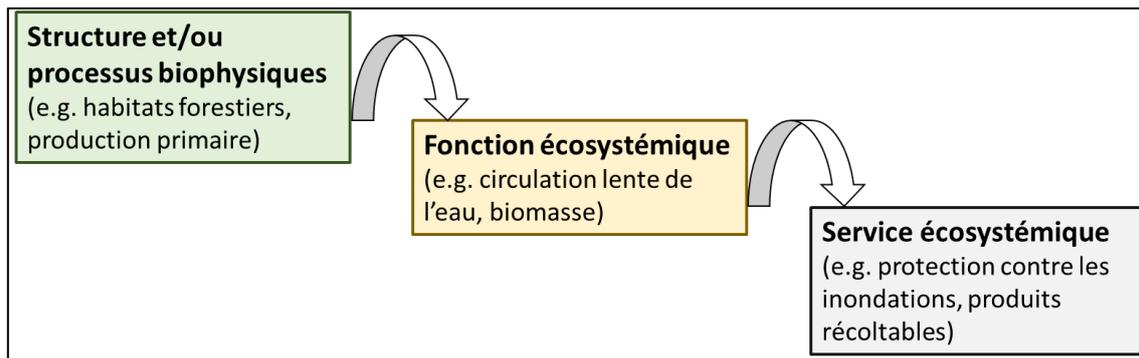 Structure et/ou
processus biophysiques
(e.g. habitats forestiers,
production primaire)
Fonction écosystémique
(e.g. circulation lente de
l'eau, biomasse)
Service écosystémique
(e.g. protection contre les
inondations, produits
récoltables)